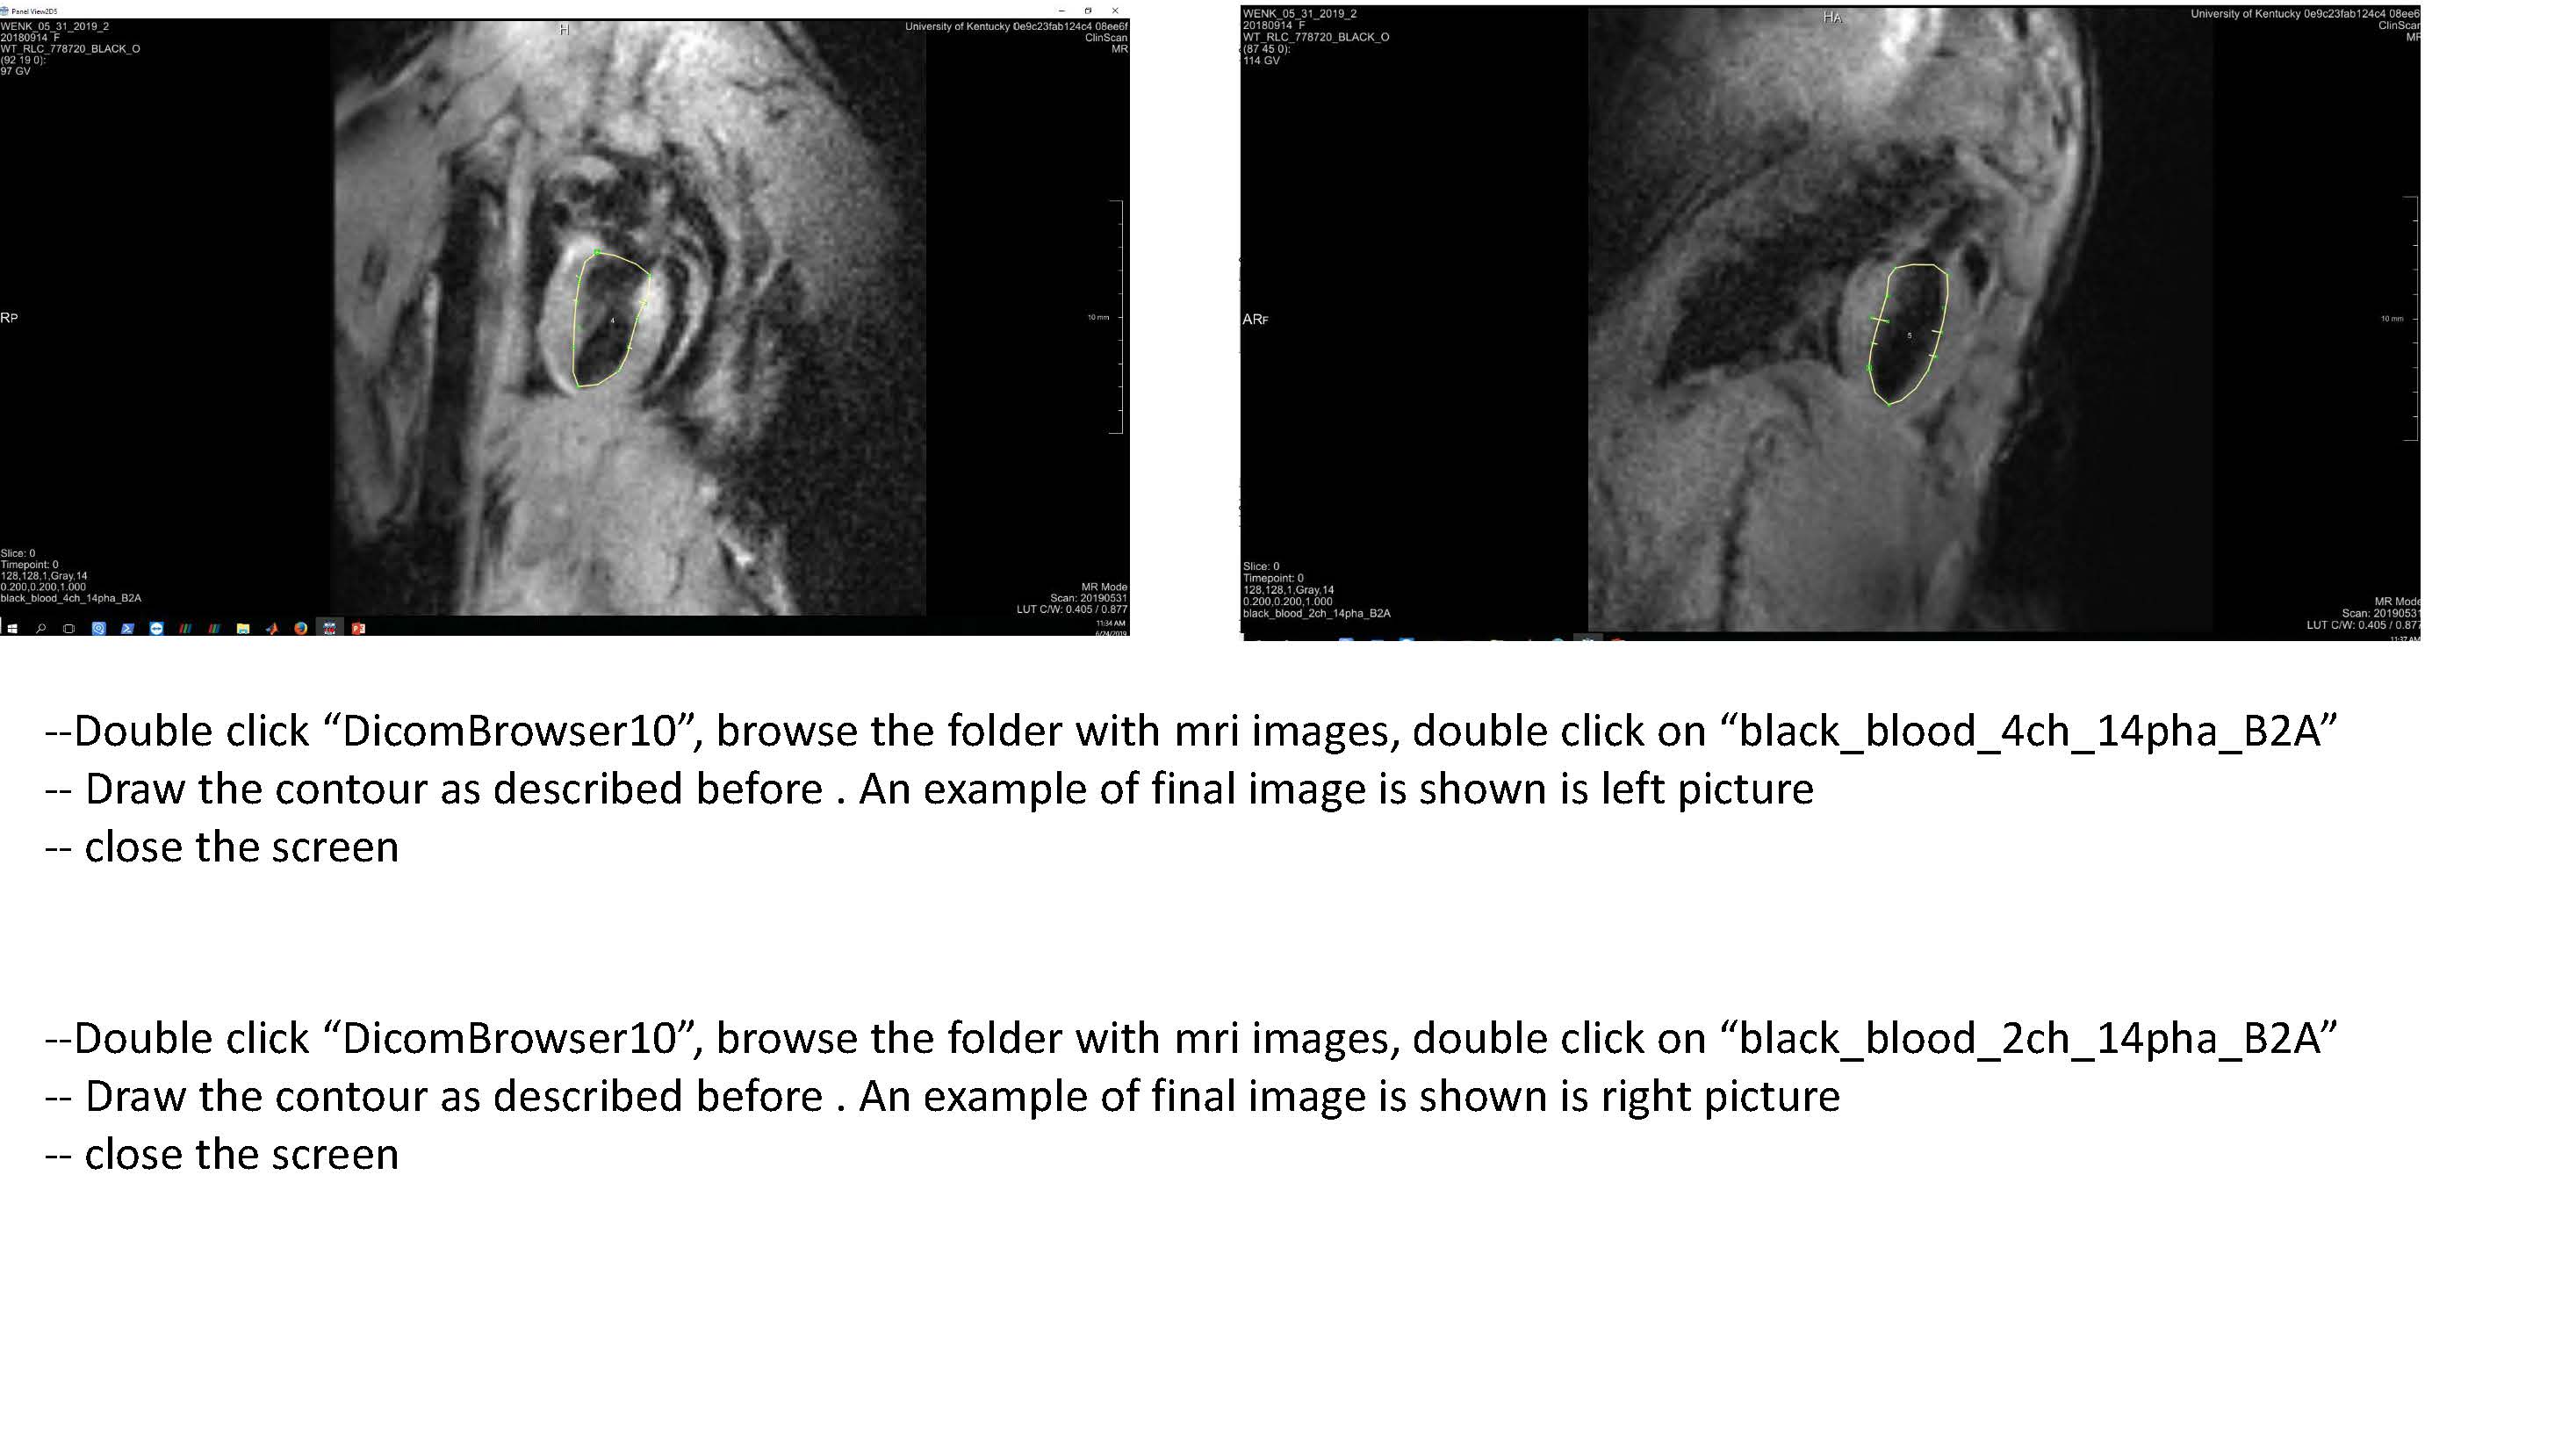 Panel View2DS
WENK_05_31_2019_2
20180914 F
WT_RLC_778720_BLACK_O
(92 19 0):
97 GV
H
University of Kentucky 0e9c23fab124c4 08ee6f
ClinScan
MR
RP
4
10 mm
Slice: 0
Timepoint: 0
128,128,1,Gray.14
0.200,0.200,1.000
black_blood_4ch_14pha_B2A
MR Mode
Scan: 20190531
LUT C/W: 0.405 / 0.877
11:34 AM
6/24/2019
WENK_05_31_2019_2
20180914 F
WT_RLC_778720_BLACK_O
(87 45 0):
114 GV
HA
University of Kentucky 0e9c23fab124c4 08ee6
ClinScan
MR
ARF
5
10 mm
Slice: 0
Timepoint: 0
128,128,1,Gray.14
0.200,0.200,1.000
black_blood_2ch_14pha_B2A
MR Mode
Scan: 20190531
LUT C/W: 0.405 / 0.877
11:37 AM
--Double click “DicomBrowser10”, browse the folder with mri images, double click on “black_blood_4ch_14pha_B2A”
-- Draw the contour as described before . An example of final image is shown is left picture
-- close the screen
--Double click “DicomBrowser10”, browse the folder with mri images, double click on “black_blood_2ch_14pha_B2A”
-- Draw the contour as described before . An example of final image is shown is right picture
-- close the screen